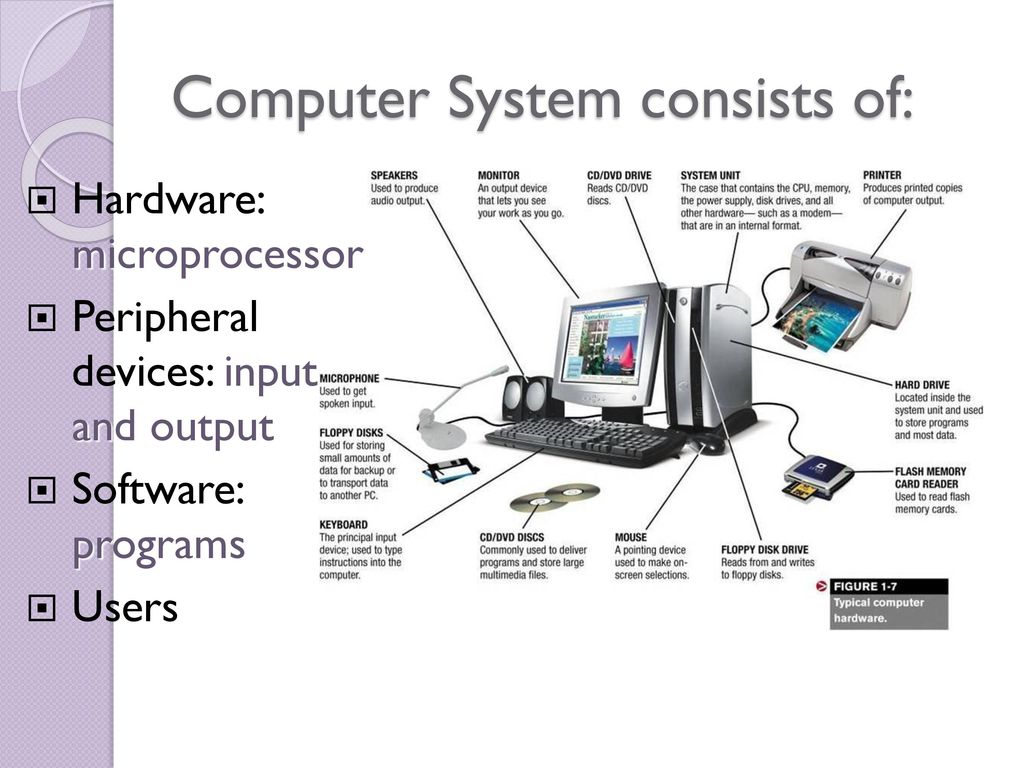 Computer System consists of:
Hardware:
microprocessor
Peripheral
devices: input
and output
Software:
programs
Users
SPEAKERS
Used to produce
audio output.
MONITOR
An output device
that lets you see
your work as you go.
CD/DVD DRIVE
Reads CD/DVD
discs.
SYSTEM UNIT
The case that contains the CPU, memory,
the power supply, disk drives, and all
other hardware— such as a modem—
that are in an internal format.
PRINTER
Produces printed copies
of computer output.
MICROPHONE
Used to get
spoken input.
FLOPPY DISKS
Used for storing
small amounts of
data for backup or
to transport data
to another PC.
KEYBOARD
The principal input
device; used to type
instructions into the
computer.
CD/DVD DISCS
Commonly used to deliver
programs and store large
multimedia files.
MOUSE
A pointing device
used to make on-
screen selections.
FLOPPY DISK DRIVE
Reads from and writes
to floppy disks.
HARD DRIVE
Located inside the
system unit and used
to store programs
and most data.
FLASH MEMORY
CARD READER
Used to read flash
memory cards.
FIGURE 1-7
Typical computer
hardware.